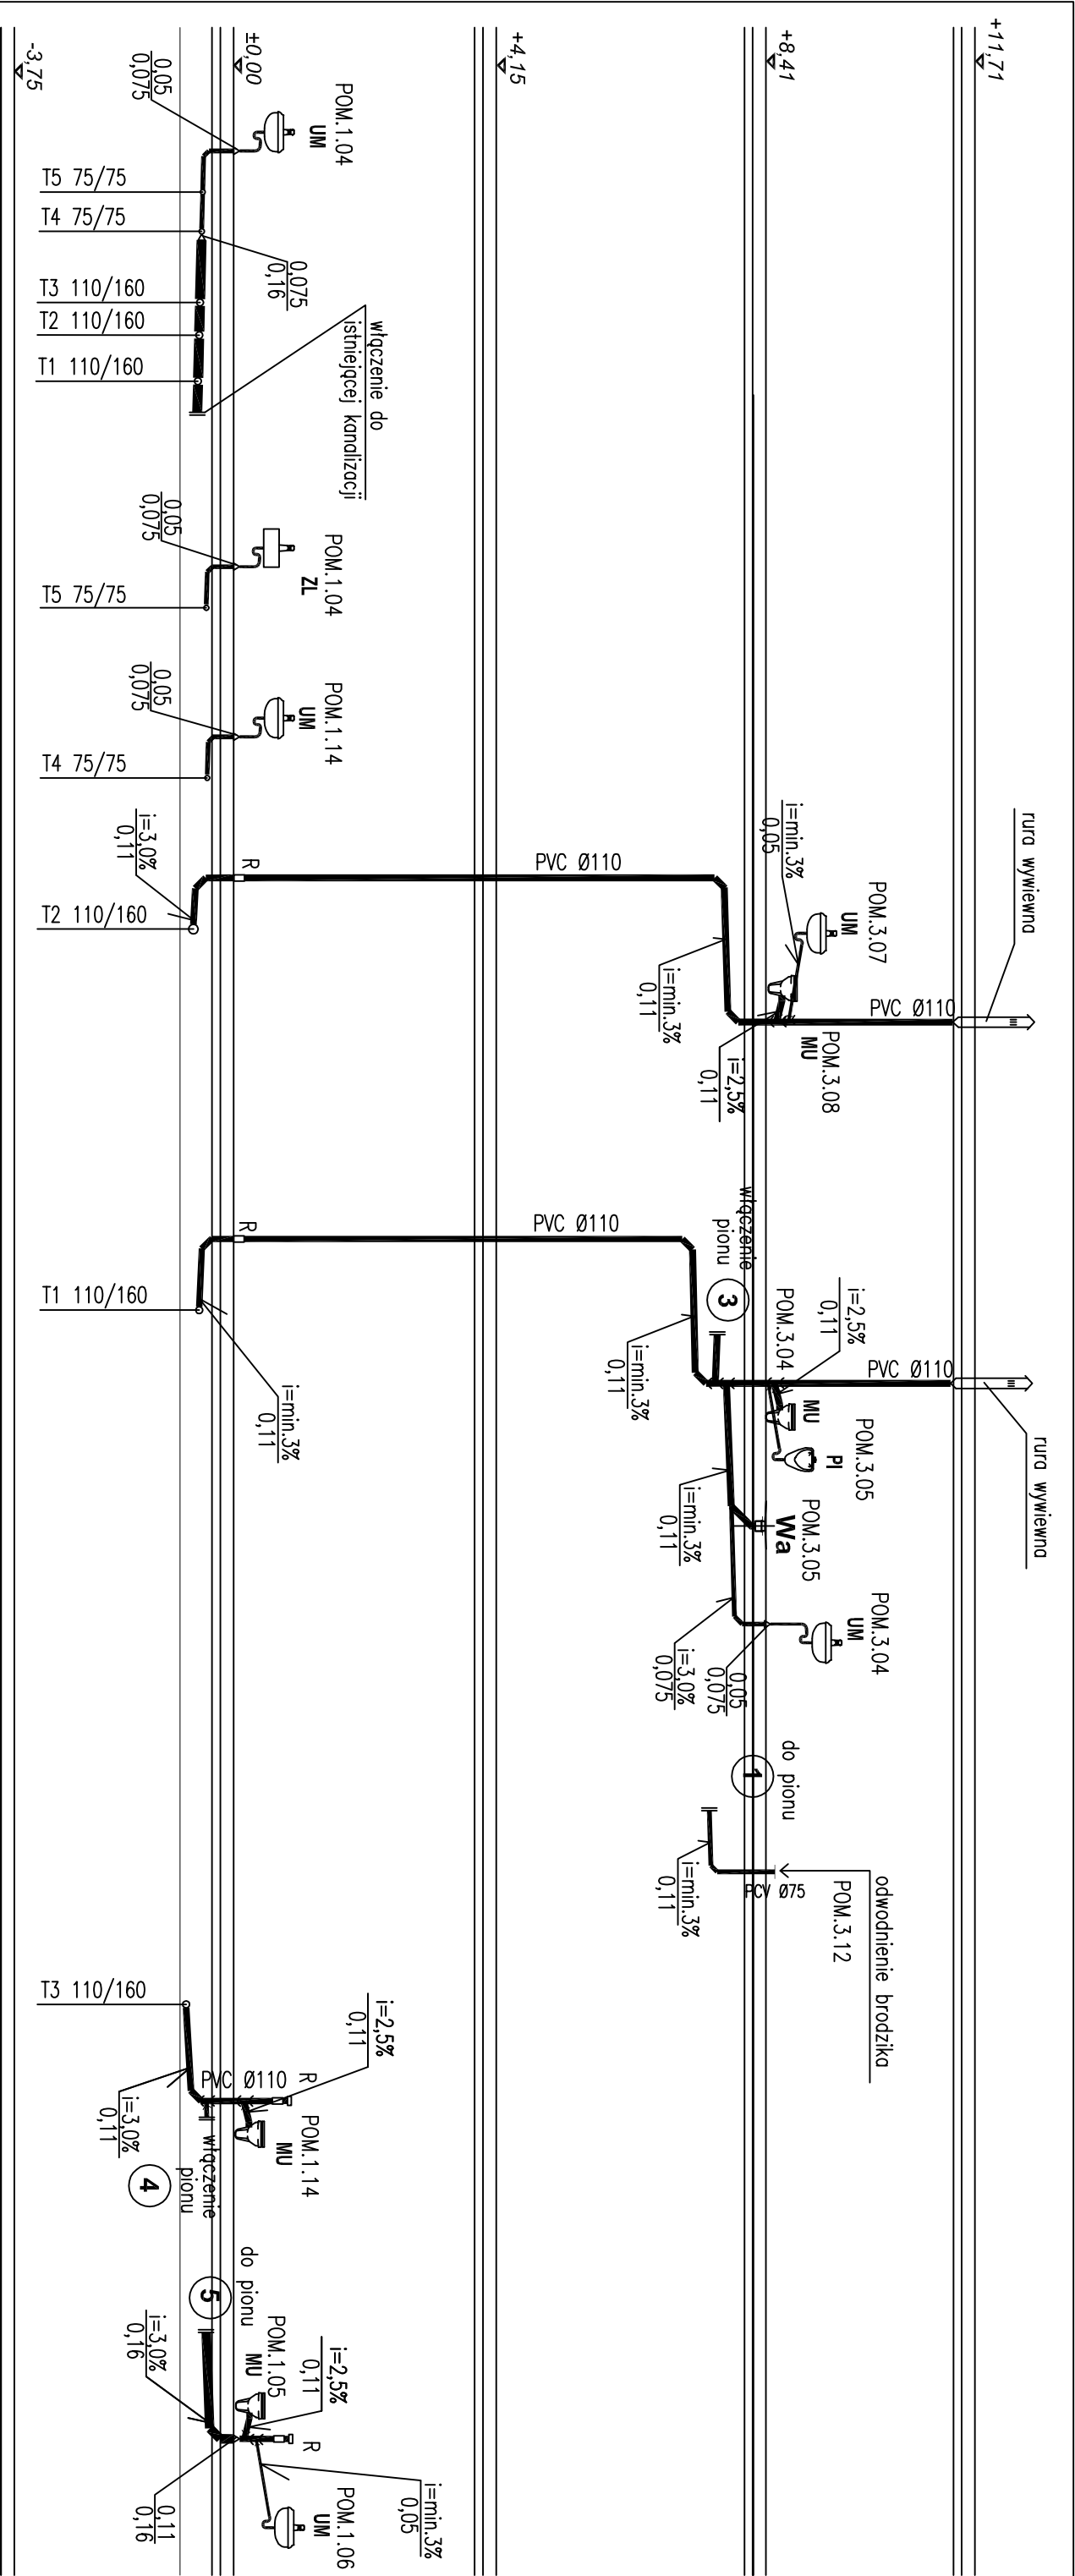 +11,71
+8,41
+4,15
±0,00
-3,75
POM.1.04
UM
0,05
0,075
T5 75/75
T4 75/75
0,075
0,16
T3 110/160
T2 110/160
T1 110/160
włączenie do
istniejącej kanalizacji
POM.1.04
ZL
0,05
0,075
T5 75/75
POM.1.14
UM
0,05
0,075
T4 75/75
rura wywiewna
i=min.3%
0,05
POM.3.07
UM
PVC Ø110
PVC Ø110
POM.3.08
MU
i=min.3%
0,11
i=2,5%
0,11
R
i=3,0%
0,11
T2 110/160
rura wywiewna
włączenie
pionu
3
POM.3.04
MU
i=2,5%
0,11
PVC Ø110
PVC Ø110
POM.3.05
PI
POM.3.05
Wa
POM.3.04
UM
i=min.3%
0,11
i=min.3%
0,11
i=3,0%
0,075
0,05
0,075
R
T1 110/160
i=min.3%
0,11
do pionu
1
odwodnienie brodzika
POM.3.12
PCV Ø75
i=min.3%
0,11
T3 110/160
i=2,5%
0,11
PVC Ø110
R
POM.1.14
MU
i=3,0%
0,11
włączenie
pionu
4
do pionu
5
POM.1.05
MU
i=2,5%
0,11
R
i=3,0%
0,16
0,11
0,16
i=min.3%
0,05
POM.1.06
UM